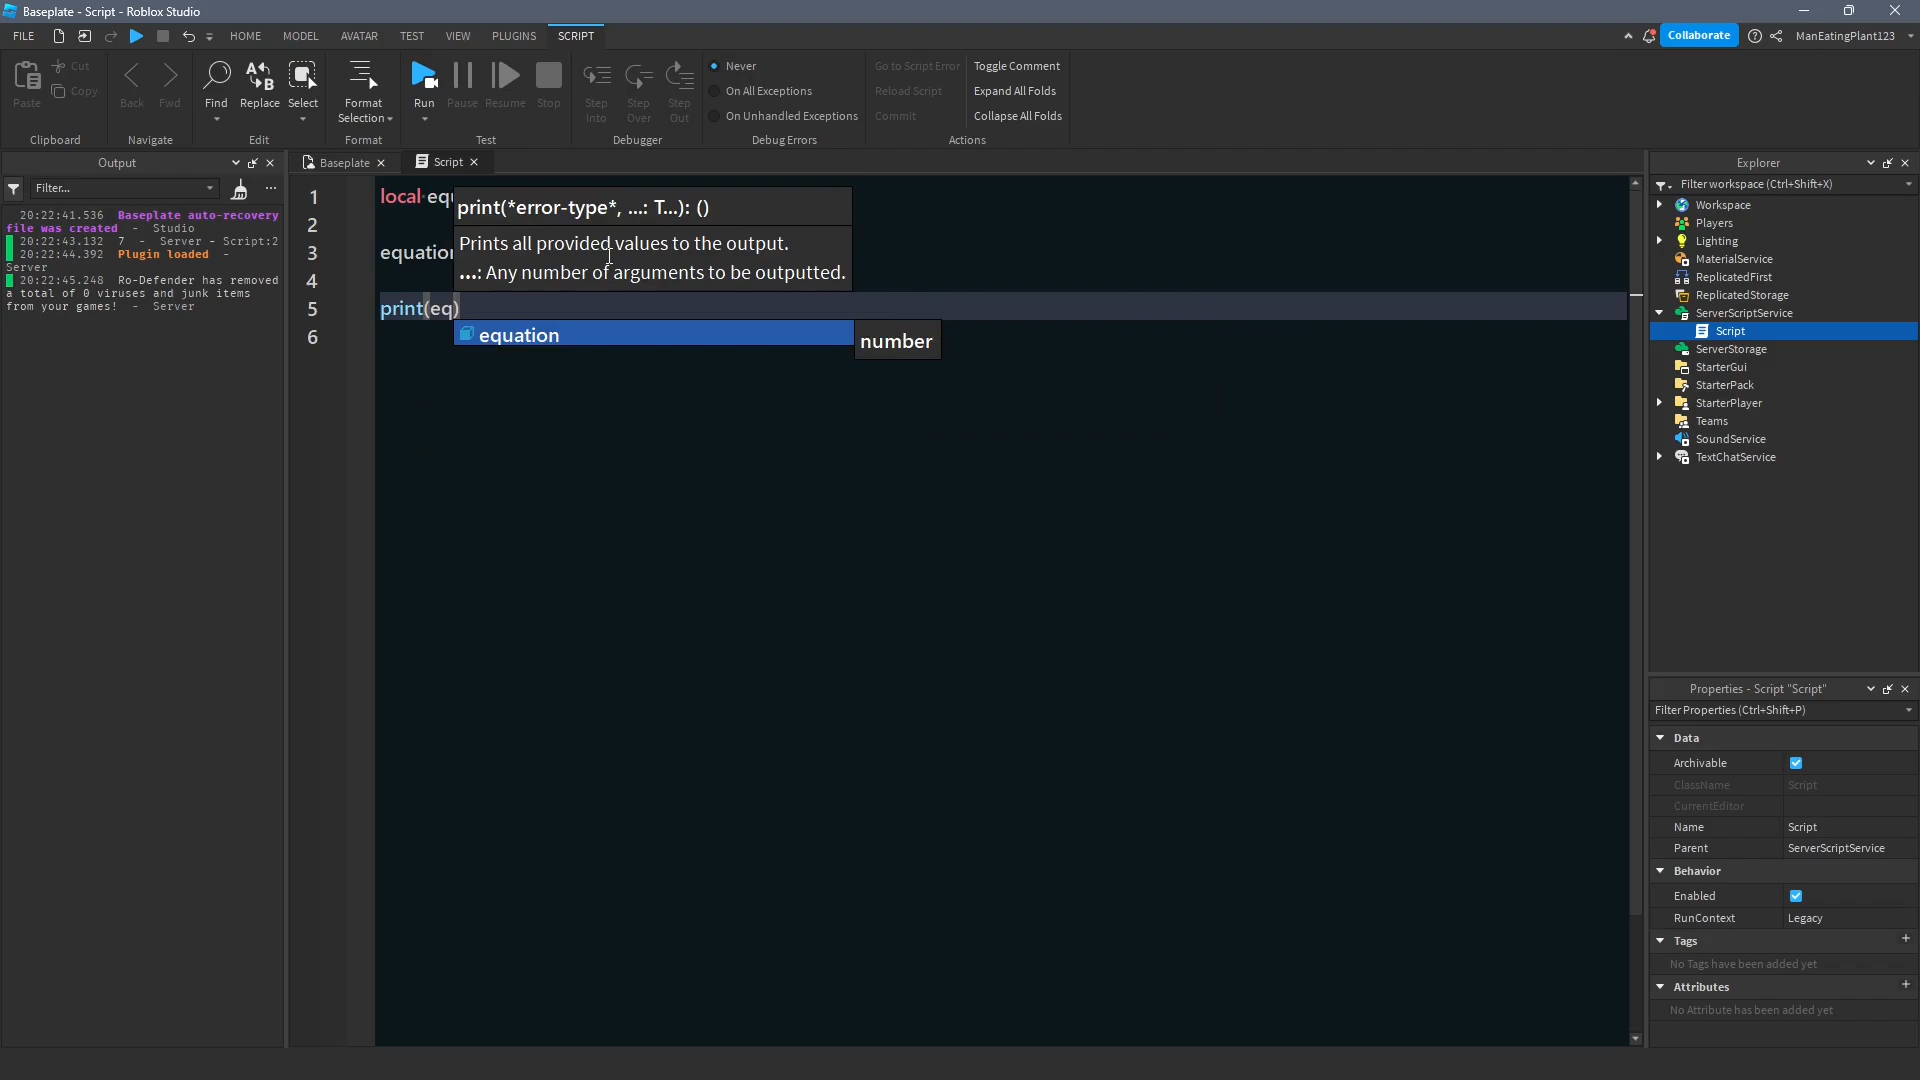 Baseplate - Script - Roblox Studio
FILE HOME MODEL AVATAR TEST VIEW PLUGINS SCRIPT Collaborate ManEatingPlant123
Paste Cut Copy
Clipboard
Back Fwd
Navigate
Find Replace Select
Edit
Format Selection
Format
Run Pause Resume Stop
Test
Step Into Step Over Step Out
Debugger
Never
On All Exceptions
On Unhandled Exceptions
Debug Errors
Go to Script Error
Reload Script
Commit
Toggle Comment
Expand All Folds
Collapse All Folds
Actions
Output
Filter...
20:22:41.536 Baseplate auto-recovery
file was created - Studio
20:22:43.132 7 - Server - Script:2
20:22:44.392 Plugin loaded -
Server
20:22:45.248 Ro-Defender has removed
a total of 0 viruses and junk items
from your games! - Server
Baseplate Script
1 local equ
2
3 equation
4
5 print(eq)
6
print(*error-type*, ...: T...): ()
Prints all provided values to the output.
...: Any number of arguments to be outputted.
equation
number
Explorer
Filter workspace (Ctrl+Shift+X)
Workspace
Players
Lighting
MaterialService
ReplicatedFirst
ReplicatedStorage
ServerScriptService
Script
ServerStorage
StarterGui
StarterPack
StarterPlayer
Teams
SoundService
TextChatService
Properties - Script "Script"
Filter Properties (Ctrl+Shift+P)
Data
Archivable
ClassName Script
CurrentEditor
Name Script
Parent ServerScriptService
Behavior
Enabled
RunContext Legacy
Tags +
No Tags have been added yet
Attributes +
No Attribute has been added yet